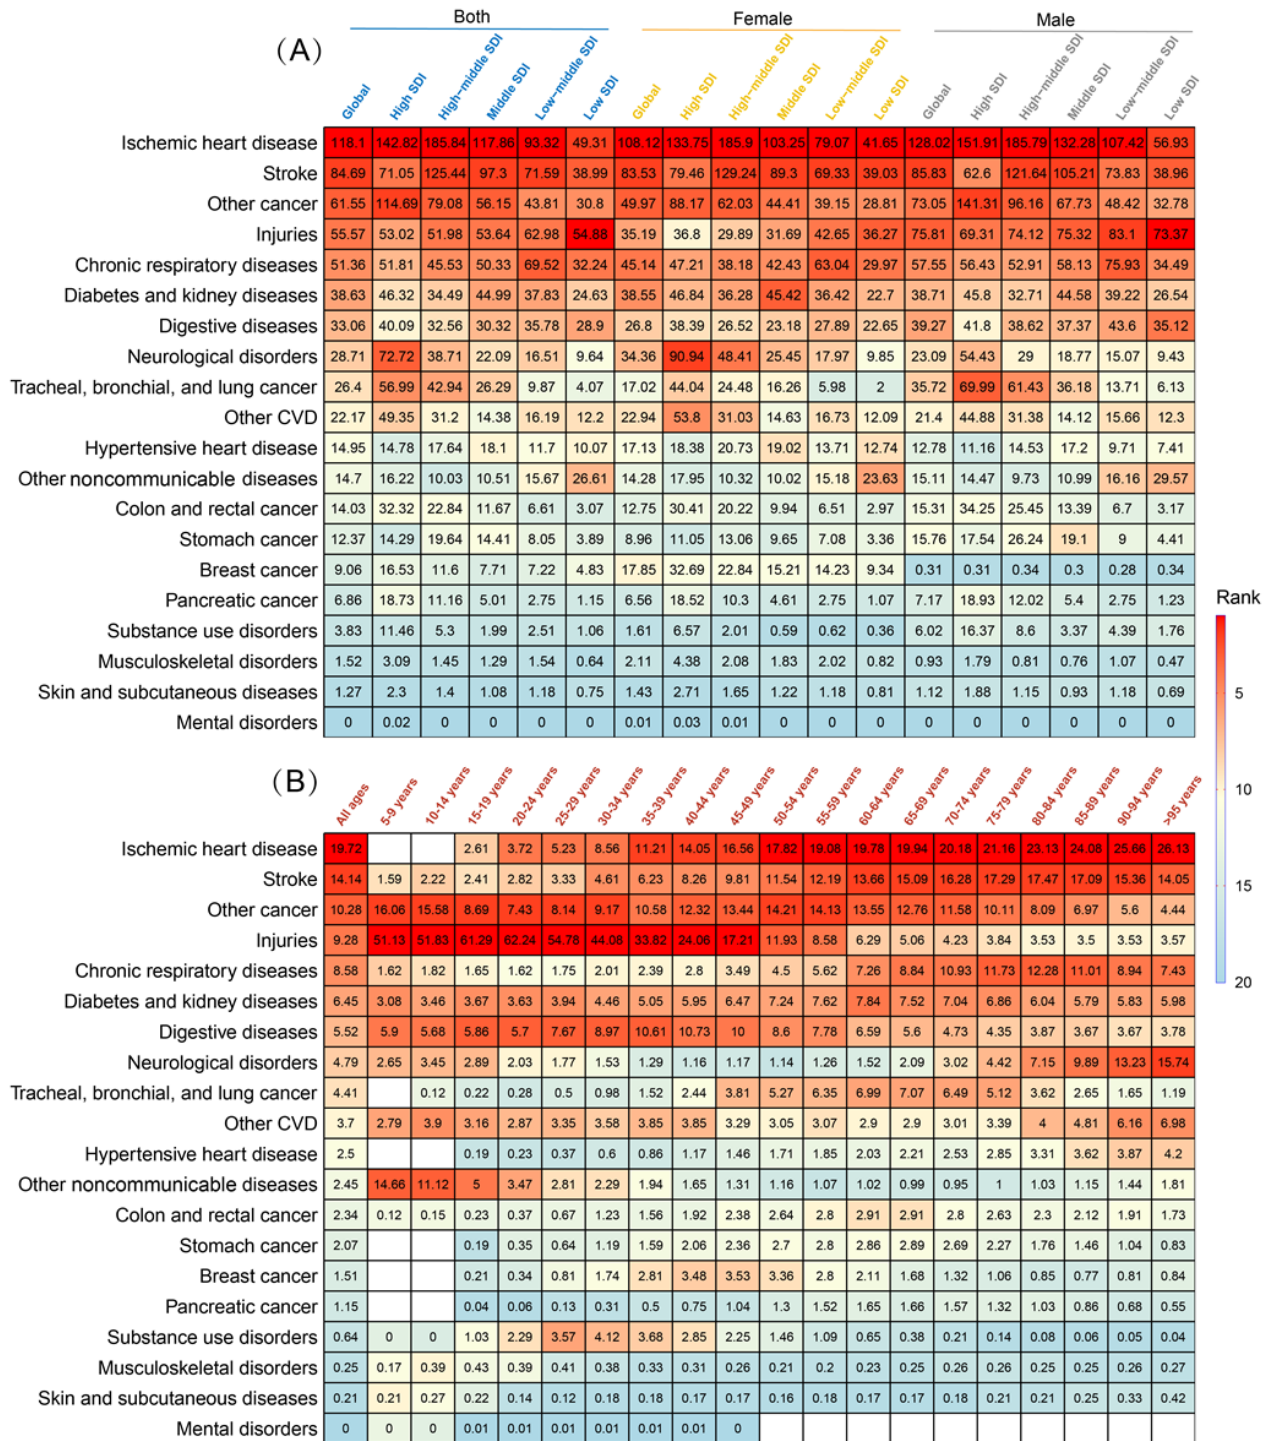 Both Female Male
(A)
Global High SDI High-middle SDI Middle SDI Low-middle SDI Low SDI Global High SDI High-middle SDI Middle SDI Low-middle SDI Low SDI Global High SDI High-middle SDI Middle SDI Low-middle SDI Low SDI
Ischemic heart disease 118.1 142.82 185.84 117.86 93.32 49.31 108.12 133.75 185.9 103.25 79.07 41.65 128.02 151.91 185.79 132.28 107.42 56.93
Stroke 84.69 71.05 125.44 97.3 71.59 38.99 83.53 79.46 129.24 89.3 69.33 39.03 85.83 62.6 121.64 105.21 73.83 38.96
Other cancer 61.55 114.69 79.08 56.15 43.81 30.8 49.97 88.17 62.03 44.41 39.15 28.81 73.05 141.31 96.16 67.73 48.42 32.78
Injuries 55.57 53.02 51.98 53.64 62.98 54.88 35.19 36.8 29.89 31.69 42.65 36.27 75.81 69.31 74.12 75.32 83.1 73.37
Chronic respiratory diseases 51.36 51.81 45.53 50.33 69.52 32.24 45.14 47.21 38.18 42.43 63.04 29.97 57.55 56.43 52.91 58.13 75.93 34.49
Diabetes and kidney diseases 38.63 46.32 34.49 44.99 37.83 24.63 38.55 46.84 36.28 45.42 36.42 22.7 38.71 45.8 32.71 44.58 39.22 26.54
Digestive diseases 33.06 40.09 32.56 30.32 35.78 28.9 26.8 38.39 26.52 23.18 27.89 22.65 39.27 41.8 38.62 37.37 43.6 35.12
Neurological disorders 28.71 72.72 38.71 22.09 16.51 9.64 34.36 90.94 48.41 25.45 17.97 9.85 23.09 54.43 29 18.77 15.07 9.43
Tracheal, bronchial, and lung cancer 26.4 56.99 42.94 26.29 9.87 4.07 17.02 44.04 24.48 16.26 5.98 2 35.72 69.99 61.43 36.18 13.71 6.13
Other CVD 22.17 49.35 31.2 14.38 16.19 12.2 22.94 53.8 31.03 14.63 16.73 12.09 21.4 44.88 31.38 14.12 15.66 12.3
Hypertensive heart disease 14.95 14.78 17.64 18.1 11.7 10.07 17.13 18.38 20.73 19.02 13.71 12.74 12.78 11.16 14.53 17.2 9.71 7.41
Other noncommunicable diseases 14.7 16.22 10.03 10.51 15.67 26.61 14.28 17.95 10.32 10.02 15.18 23.63 15.11 14.47 9.73 10.99 16.16 29.57
Colon and rectal cancer 14.03 32.32 22.84 11.67 6.61 3.07 12.75 30.41 20.22 9.94 6.51 2.97 15.31 34.25 25.45 13.39 6.7 3.17
Stomach cancer 12.37 14.29 19.64 14.41 8.05 3.89 8.96 11.05 13.06 9.65 7.08 3.36 15.76 17.54 26.24 19.1 9 4.41
Breast cancer 9.06 16.53 11.6 7.71 7.22 4.83 17.85 32.69 22.84 15.21 14.23 9.34 0.31 0.31 0.34 0.3 0.28 0.34
Pancreatic cancer 6.86 18.73 11.16 5.01 2.75 1.15 6.56 18.52 10.3 4.61 2.75 1.07 7.17 18.93 12.02 5.4 2.75 1.23
Substance use disorders 3.83 11.46 5.3 1.99 2.51 1.06 1.61 6.57 2.01 0.59 0.62 0.36 6.02 16.37 8.6 3.37 4.39 1.76
Musculoskeletal disorders 1.52 3.09 1.45 1.29 1.54 0.64 2.11 4.38 2.08 1.83 2.02 0.82 0.93 1.79 0.81 0.76 1.07 0.47
Skin and subcutaneous diseases 1.27 2.3 1.4 1.08 1.18 0.75 1.43 2.71 1.65 1.22 1.18 0.81 1.12 1.88 1.15 0.93 1.18 0.69
Mental disorders 0 0.02 0 0 0 0 0.01 0.03 0.01 0 0 0 0 0 0 0 0 0
Rank
5
10
15
20
(B)
All ages 5-9 years 10-14 years 15-19 years 20-24 years 25-29 years 30-34 years 35-39 years 40-44 years 45-49 years 50-54 years 55-59 years 60-64 years 65-69 years 70-74 years 75-79 years 80-84 years 85-89 years 90-94 years >95 years
Ischemic heart disease 19.72 2.61 3.72 5.23 8.56 11.21 14.05 16.56 17.82 19.08 19.78 19.94 20.18 21.16 23.13 24.08 25.66 26.13
Stroke 14.14 1.59 2.22 2.41 2.82 3.33 4.61 6.23 8.26 9.81 11.54 12.19 13.66 15.09 16.28 17.29 17.47 17.09 15.36 14.05
Other cancer 10.28 16.06 15.58 8.69 7.43 8.14 9.17 10.58 12.32 13.44 14.21 14.13 13.55 12.76 11.58 10.11 8.09 6.97 5.6 4.44
Injuries 9.28 51.13 51.83 61.29 62.24 54.78 44.08 33.82 24.06 17.21 11.93 8.58 6.29 5.06 4.23 3.84 3.53 3.5 3.53 3.57
Chronic respiratory diseases 8.58 1.62 1.82 1.65 1.62 1.75 2.01 2.39 2.8 3.49 4.5 5.62 7.26 8.84 10.93 11.73 12.28 11.01 8.94 7.43
Diabetes and kidney diseases 6.45 3.08 3.46 3.67 3.63 3.94 4.46 5.05 5.95 6.47 7.24 7.62 7.84 7.52 7.04 6.86 6.04 5.79 5.83 5.98
Digestive diseases 5.52 5.9 5.68 5.86 5.7 7.67 8.97 10.61 10.73 10 8.6 7.78 6.59 5.6 4.73 4.35 3.87 3.67 3.67 3.78
Neurological disorders 4.79 2.65 3.45 2.89 2.03 1.77 1.53 1.29 1.16 1.17 1.14 1.26 1.52 2.09 3.02 4.42 7.15 9.89 13.23 15.74
Tracheal, bronchial, and lung cancer 4.41 0.12 0.22 0.28 0.5 0.98 1.52 2.44 3.81 5.27 6.35 6.99 7.07 6.49 5.12 3.62 2.65 1.65 1.19
Other CVD 3.7 2.79 3.9 3.16 2.87 3.35 3.58 3.85 3.85 3.29 3.05 3.07 2.9 2.9 3.01 3.39 4 4.81 6.16 6.98
Hypertensive heart disease 2.5 0.19 0.23 0.37 0.6 0.86 1.17 1.46 1.71 1.85 2.03 2.21 2.53 2.85 3.31 3.62 3.87 4.2
Other noncommunicable diseases 2.45 14.66 11.12 5 3.47 2.81 2.29 1.94 1.65 1.31 1.16 1.07 1.02 0.99 0.95 1 1.03 1.15 1.44 1.81
Colon and rectal cancer 2.34 0.12 0.15 0.23 0.37 0.67 1.23 1.56 1.92 2.38 2.64 2.8 2.91 2.91 2.8 2.63 2.3 2.12 1.91 1.73
Stomach cancer 2.07 0.19 0.35 0.64 1.19 1.59 2.06 2.36 2.7 2.8 2.86 2.89 2.69 2.27 1.76 1.46 1.04 0.83
Breast cancer 1.51 0.21 0.34 0.81 1.74 2.81 3.48 3.53 3.36 2.8 2.11 1.68 1.32 1.06 0.85 0.77 0.81 0.84
Pancreatic cancer 1.15 0.04 0.06 0.13 0.31 0.5 0.75 1.04 1.3 1.52 1.65 1.66 1.57 1.32 1.03 0.86 0.68 0.55
Substance use disorders 0.64 0 0 1.03 2.29 3.57 4.12 3.68 2.85 2.25 1.46 1.09 0.65 0.38 0.21 0.14 0.08 0.06 0.05 0.04
Musculoskeletal disorders 0.25 0.17 0.39 0.43 0.39 0.41 0.38 0.33 0.31 0.26 0.21 0.2 0.23 0.25 0.26 0.26 0.25 0.25 0.26 0.27
Skin and subcutaneous diseases 0.21 0.21 0.27 0.22 0.14 0.12 0.18 0.18 0.17 0.17 0.16 0.18 0.17 0.17 0.18 0.21 0.21 0.25 0.33 0.42
Mental disorders 0 0 0 0.01 0.01 0.01 0.01 0.01 0.01 0